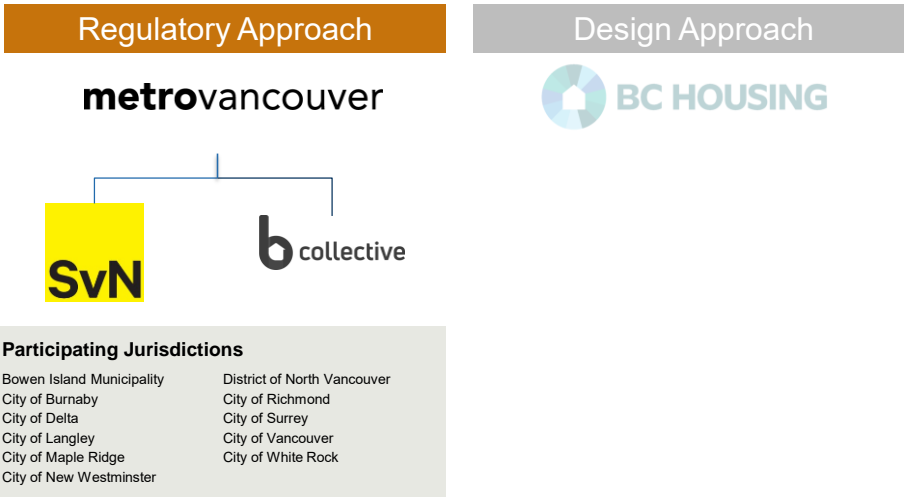 Regulatory Approach
metrovancouver
SvN
b collective
Participating Jurisdictions
Bowen Island Municipality
City of Burnaby
City of Delta
City of Langley
City of Maple Ridge
City of New Westminster
District of North Vancouver
City of Richmond
City of Surrey
City of Vancouver
City of White Rock
Design Approach
BC HOUSING